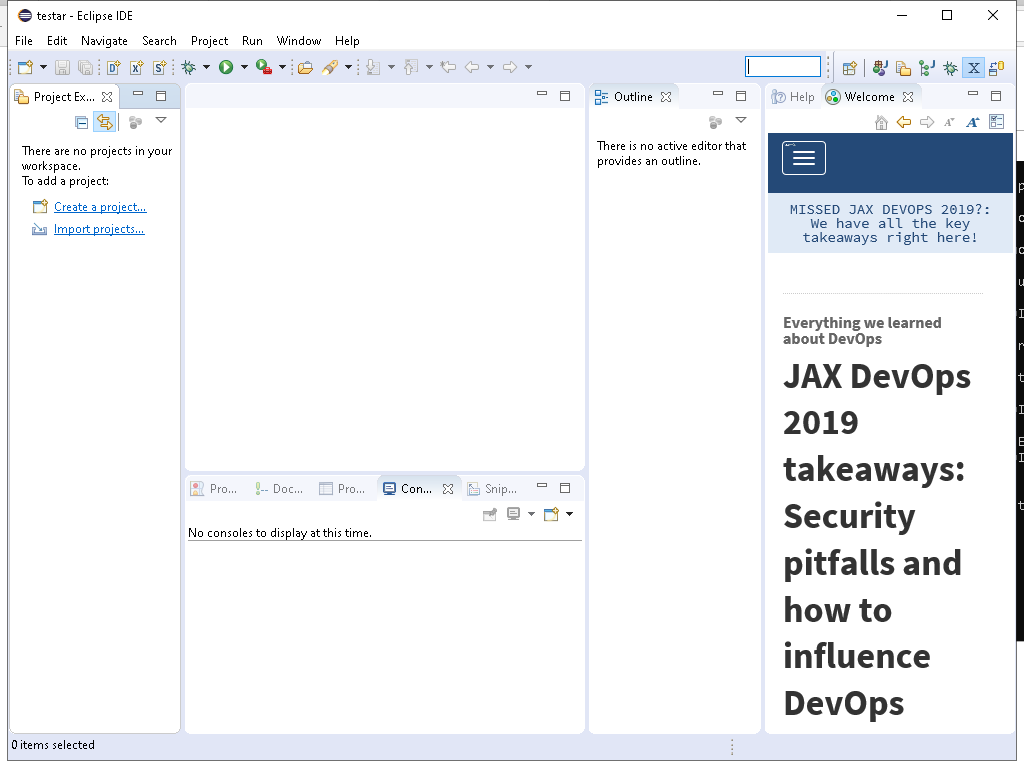 testar - Eclipse IDE
File Edit Navigate Search Project Run Window Help
Project Ex...
There are no projects in your
workspace.
To add a project:
Create a project...
Import projects...
Outline
There is no active editor that
provides an outline.
Help
Welcome
MISSED JAX DEVOPS 2019?:
We have all the key
takeaways right here!
Everything we learned
about DevOps
JAX DevOps
2019
takeaways:
Security
pitfalls and
how to
influence
DevOps
Pro... Doc... Pro... Con... Snip...
No consoles to display at this time.
0 items selected